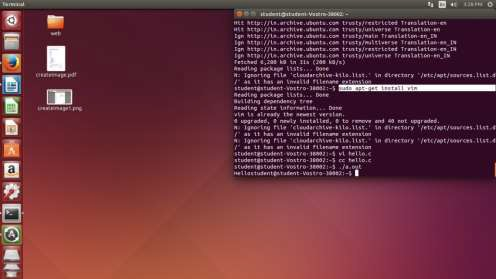 Terminal
3:28 PM
web
createimage.pdf
createimage1.png
student@student-Vostro-3800: ~
Hit http://in.archive.ubuntu.com trusty/restricted Translation-en
Hit http://in.archive.ubuntu.com trusty/universe Translation-en
Ign http://in.archive.ubuntu.com trusty/main Translation-en_IN
Ign http://in.archive.ubuntu.com trusty/multiverse Translation-en_IN
Ign http://in.archive.ubuntu.com trusty/restricted Translation-en_IN
Ign http://in.archive.ubuntu.com trusty/universe Translation-en_IN
Fetched 6,200 kB in 31s (200 kB/s)
Reading package lists... Done
N: Ignoring file 'cloudarchive-kilo.list.' in directory '/etc/apt/sources.list.d
/' as it has an invalid filename extension
student@student-Vostro-3800:~$ sudo apt-get install vim
Reading package lists... Done
Building dependency tree
Reading state information... Done
vim is already the newest version.
0 upgraded, 0 newly installed, 0 to remove and 40 not upgraded.
N: Ignoring file 'cloudarchive-kilo.list.' in directory '/etc/apt/sources.list.d
/' as it has an invalid filename extension
student@student-Vostro-3800:~$ vi hello.c
student@student-Vostro-3800:~$ cc hello.c
student@student-Vostro-3800:~$ ./a.out
Hellostudent@student-Vostro-3800:~$